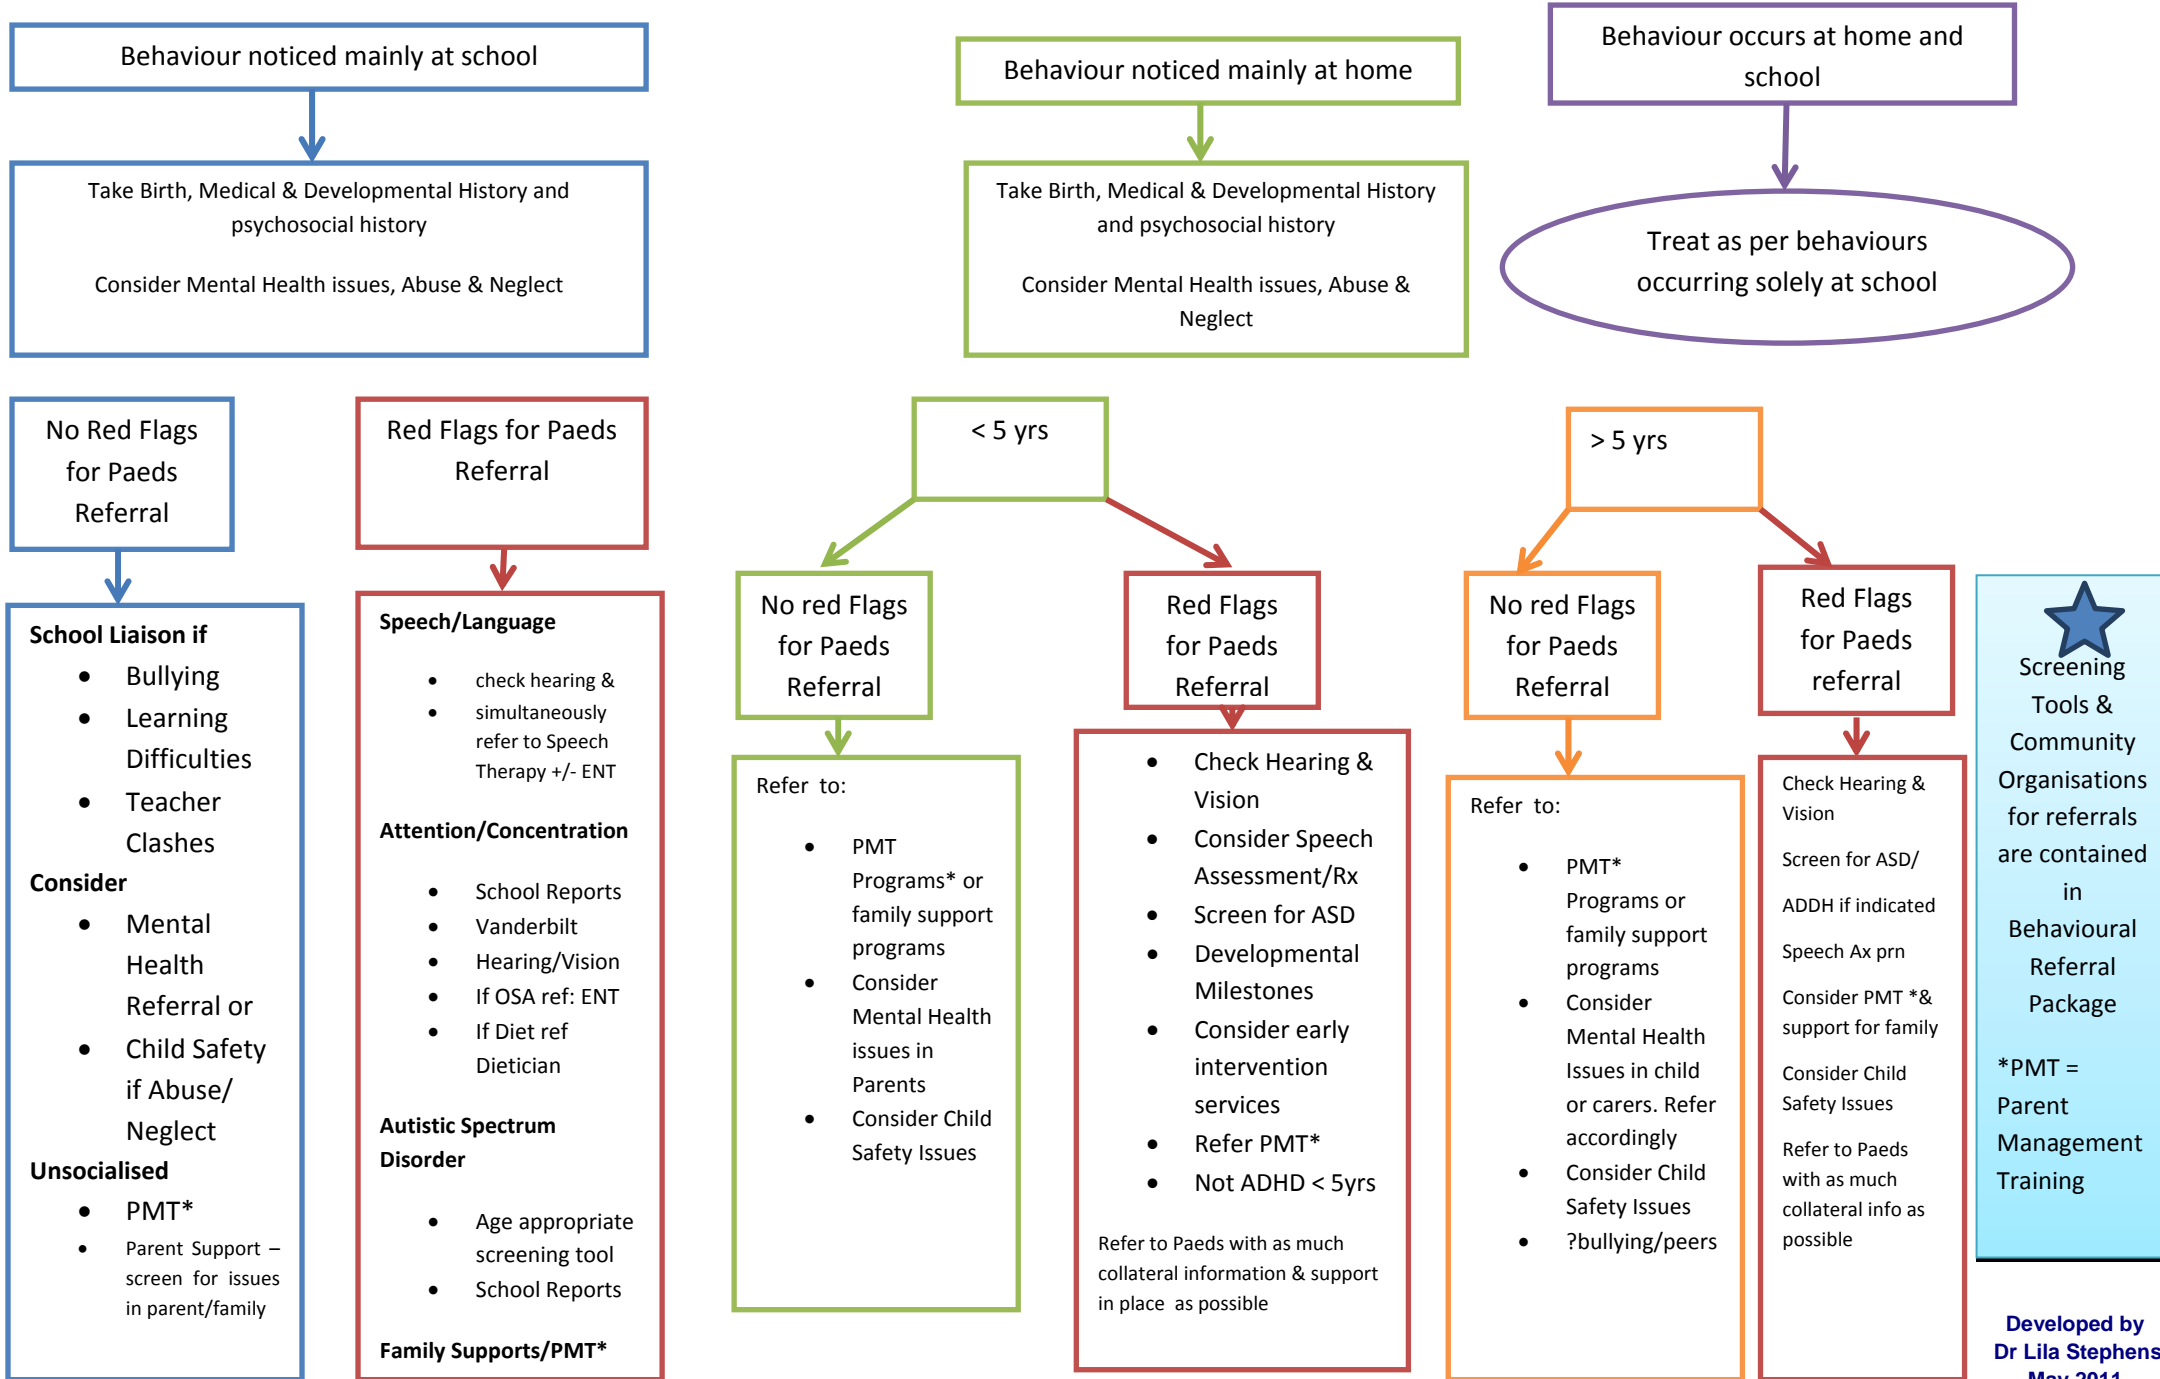 Behaviour noticed mainly at school
Behaviour noticed mainly at home
Behaviour occurs at home and
school
Take Birth, Medical & Developmental History and
psychosocial history
Consider Mental Health issues, Abuse & Neglect
Take Birth, Medical & Developmental History
and psychosocial history
Consider Mental Health issues, Abuse &
Neglect
Treat as per behaviours
occurring solely at school
No Red Flags
for Paeds
Referral
Red Flags for Paeds
Referral
< 5 yrs
> 5 yrs
School Liaison if
• Bullying
• Learning
Difficulties
• Teacher
Clashes
Consider
• Mental
Health
Referral or
• Child Safety
if Abuse/
Neglect
Unsocialised
• PMT*
• Parent Support –
screen for issues
in parent/family
Speech/Language
• check hearing &
• simultaneously
refer to Speech
Therapy +/- ENT
Attention/Concentration
• School Reports
• Vanderbilt
• Hearing/Vision
• If OSA ref: ENT
• If Diet ref
Dietician
Autistic Spectrum
Disorder
• Age appropriate
screening tool
• School Reports
Family Supports/PMT*
No red Flags
for Paeds
Referral
Refer to:
• PMT
Programs* or
family support
programs
• Consider
Mental Health
issues in
Parents
• Consider Child
Safety Issues
Red Flags
for Paeds
Referral
• Check Hearing &
Vision
• Consider Speech
Assessment/Rx
• Screen for ASD
• Developmental
Milestones
• Consider early
intervention
services
• Refer PMT*
• Not ADHD < 5yrs
Refer to Paeds with as much
collateral information & support
in place as possible
No red Flags
for Paeds
Referral
Refer to:
• PMT*
Programs or
family support
programs
• Consider
Mental Health
Issues in child
or carers. Refer
accordingly
• Consider Child
Safety Issues
• ?bullying/peers
Red Flags
for Paeds
referral
Check Hearing &
Vision
Screen for ASD/
ADDH if indicated
Speech Ax prn
Consider PMT *&
support for family
Consider Child
Safety Issues
Refer to Paeds
with as much
collateral info as
possible
Screening
Tools &
Community
Organisations
for referrals
are contained
in
Behavioural
Referral
Package
*PMT =
Parent
Management
Training
Developed by
Dr Lila Stephens
May 2011